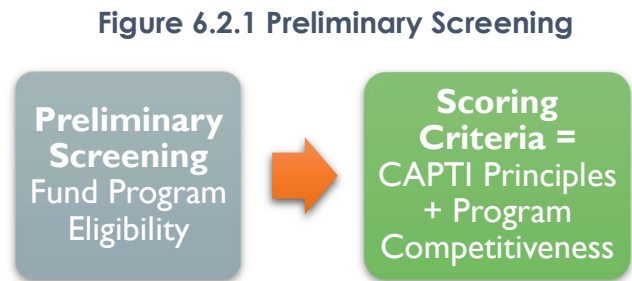 Figure 6.2.1 Preliminary Screening
Preliminary
Screening
Fund Program
Eligibility
Scoring
Criteria =
CAPTI Principles
+ Program
Competitiveness